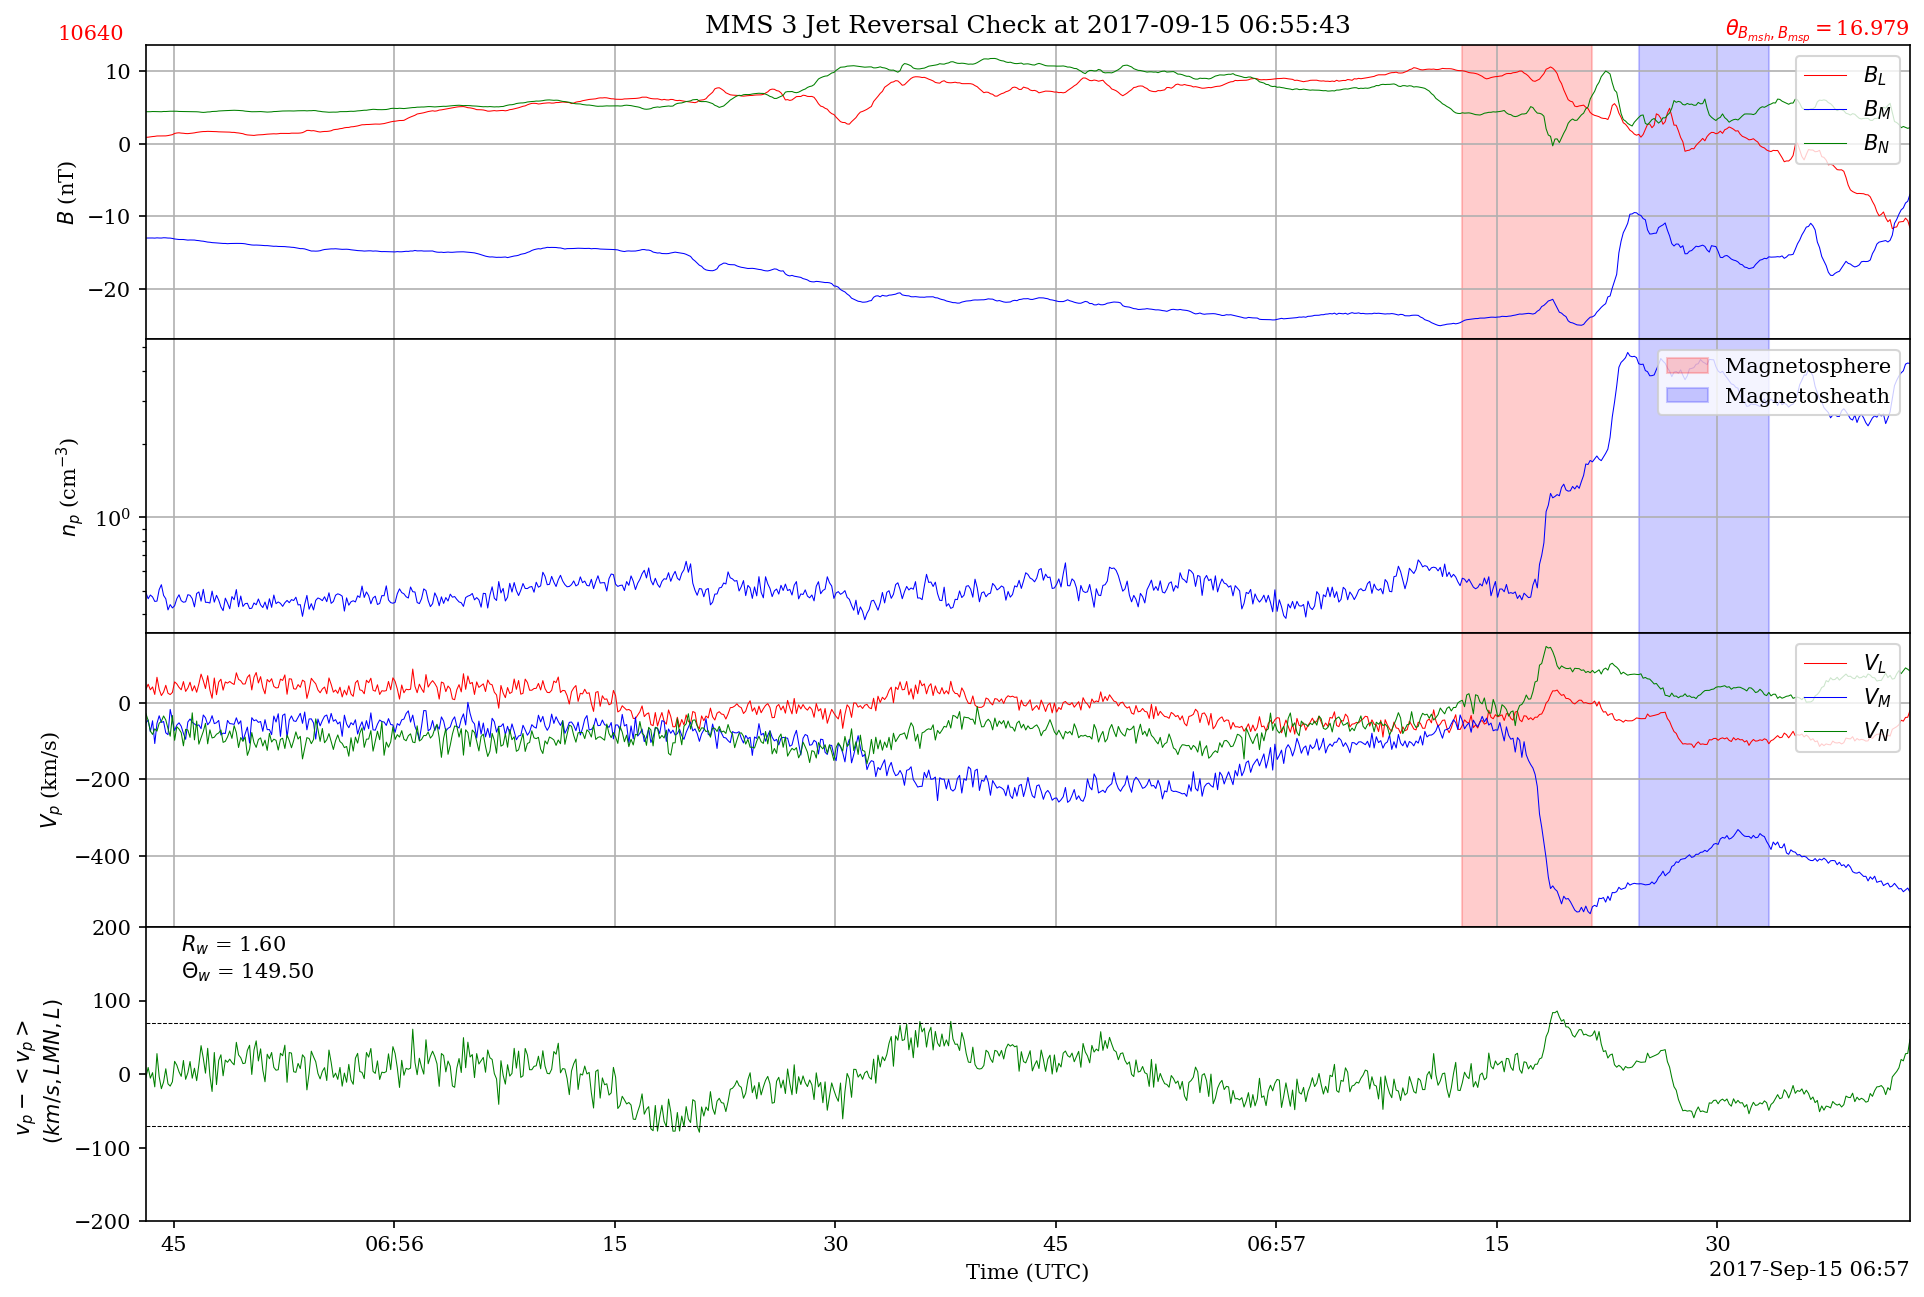 10640
MMS 3 Jet Reversal Check at 2017-09-15 06:55:43
θ_{B_{msh}, B_{msp}} = 16.979
10
0
−10
−20
B (nT)
B_L
B_M
B_N
10^0
n_p (cm^{−3})
Magnetosphere
Magnetosheath
0
−200
−400
V_p (km/s)
V_L
V_M
V_N
200
100
0
−100
−200
v_p − < v_p >
(km/s, LMN, L)
R_w = 1.60
Θ_w = 149.50
45
06:56
15
30
45
06:57
15
30
Time (UTC)
2017-Sep-15 06:57